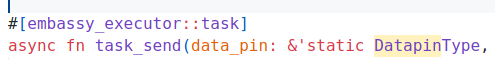 #[embassy_executor::task]
async fn task_send(data_pin: &'static DatapinType,